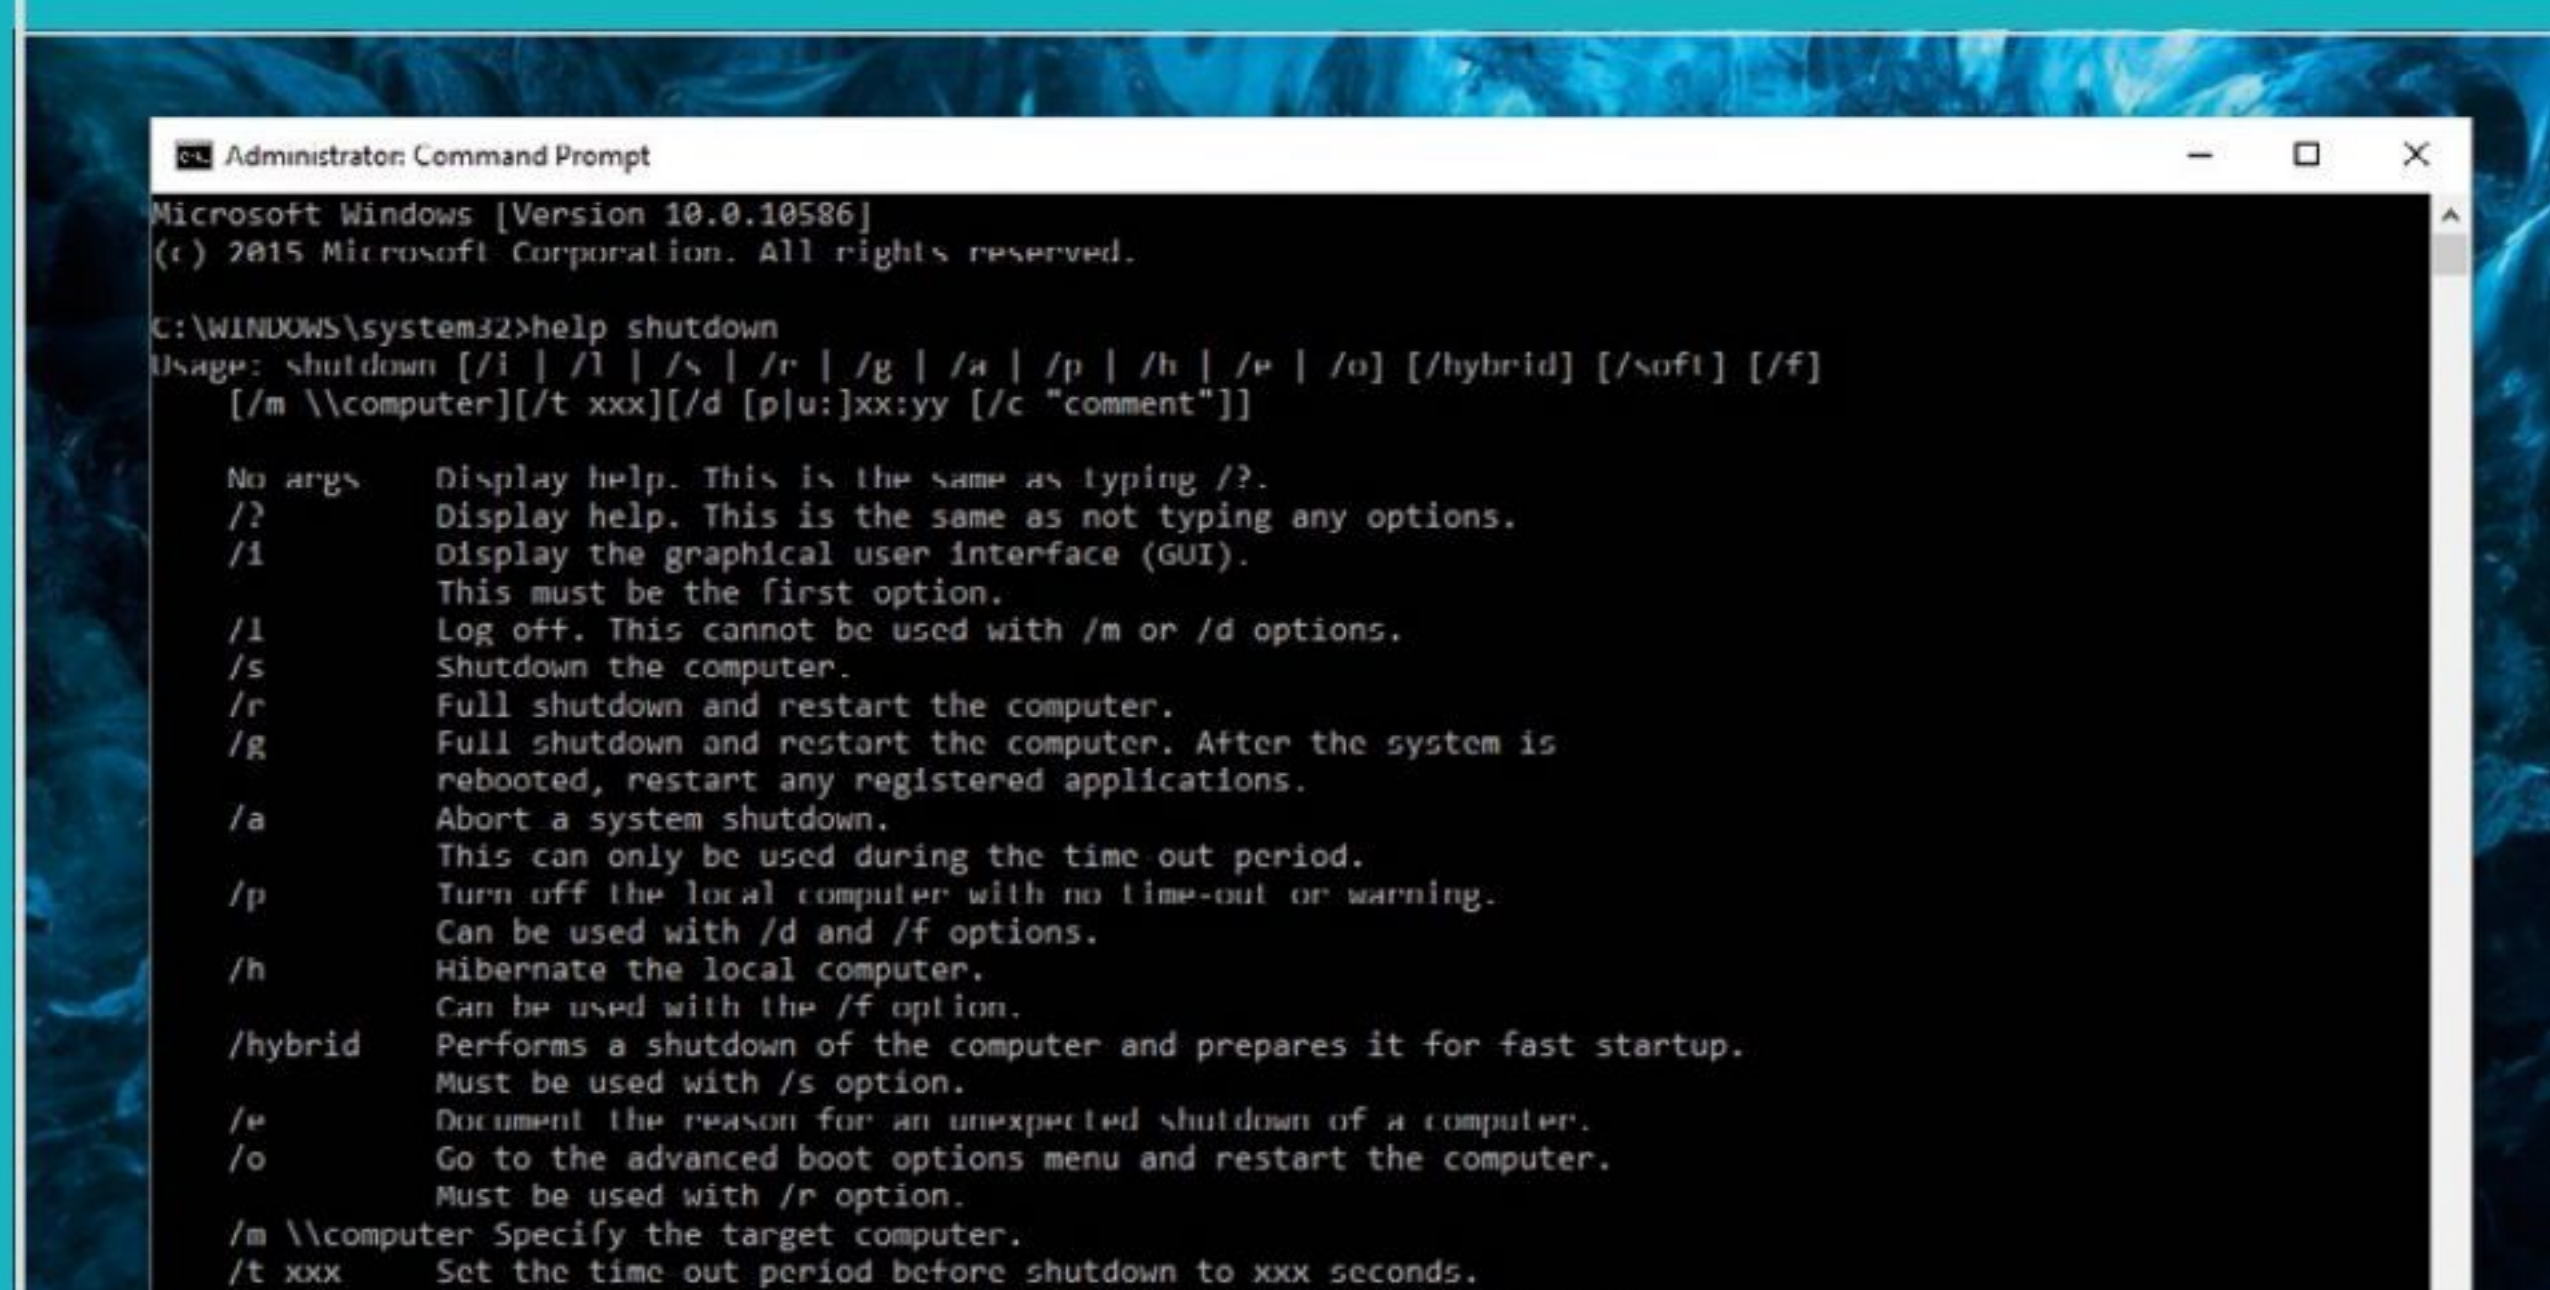 Administrator: Command Prompt
Microsoft Windows [Version 10.0.10586]
(c) 2015 Microsoft Corporation. All rights reserved.
C:\WINDOWS\system32>help shutdown
Usage: shutdown [/i | /l | /s | /r | /g | /a | /p | /h | /e | /o] [/hybrid] [/soft] [/f]
[/m \\computer][/t xxx][/d [p|u:]xx:yy [/c "comment"]]
No args Display help. This is the same as typing /?.
/? Display help. This is the same as not typing any options.
/i Display the graphical user interface (GUI).
This must be the first option.
/l Log off. This cannot be used with /m or /d options.
/s Shutdown the computer.
/r Full shutdown and restart the computer.
/g Full shutdown and restart the computer. After the system is
rebooted, restart any registered applications.
/a Abort a system shutdown.
This can only be used during the time out period.
/p Turn off the local computer with no time-out or warning.
Can be used with /d and /f options.
/h Hibernate the local computer.
Can be used with the /f option.
/hybrid Performs a shutdown of the computer and prepares it for fast startup.
Must be used with /s option.
/e Document the reason for an unexpected shutdown of a computer.
/o Go to the advanced boot options menu and restart the computer.
Must be used with /r option.
/m \\computer Specify the target computer.
/t xxx Set the time out period before shutdown to xxx seconds.